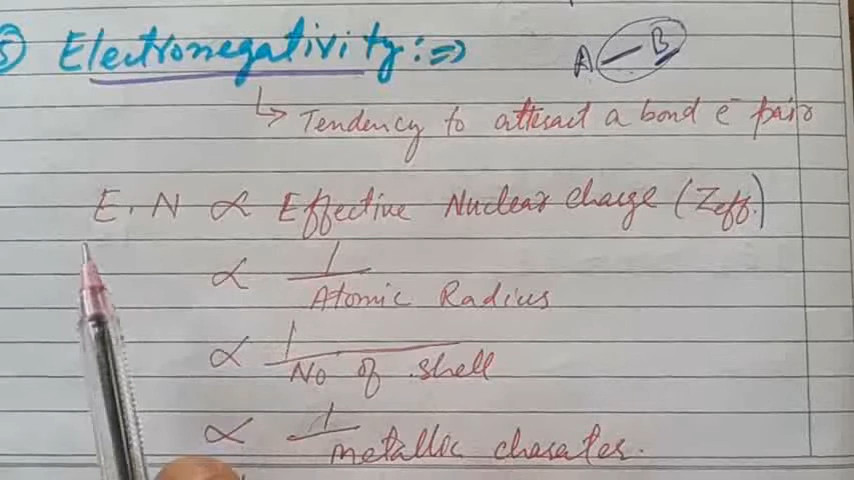 5) Electronegativity :⇒ A — B
↳ Tendency to attract a bond e⁻ pair
E. N ∝ Effective Nuclear charge (Zeff.)
∝ 1 / Atomic Radius
∝ 1 / No of shell
∝ 1 / metallic charater.